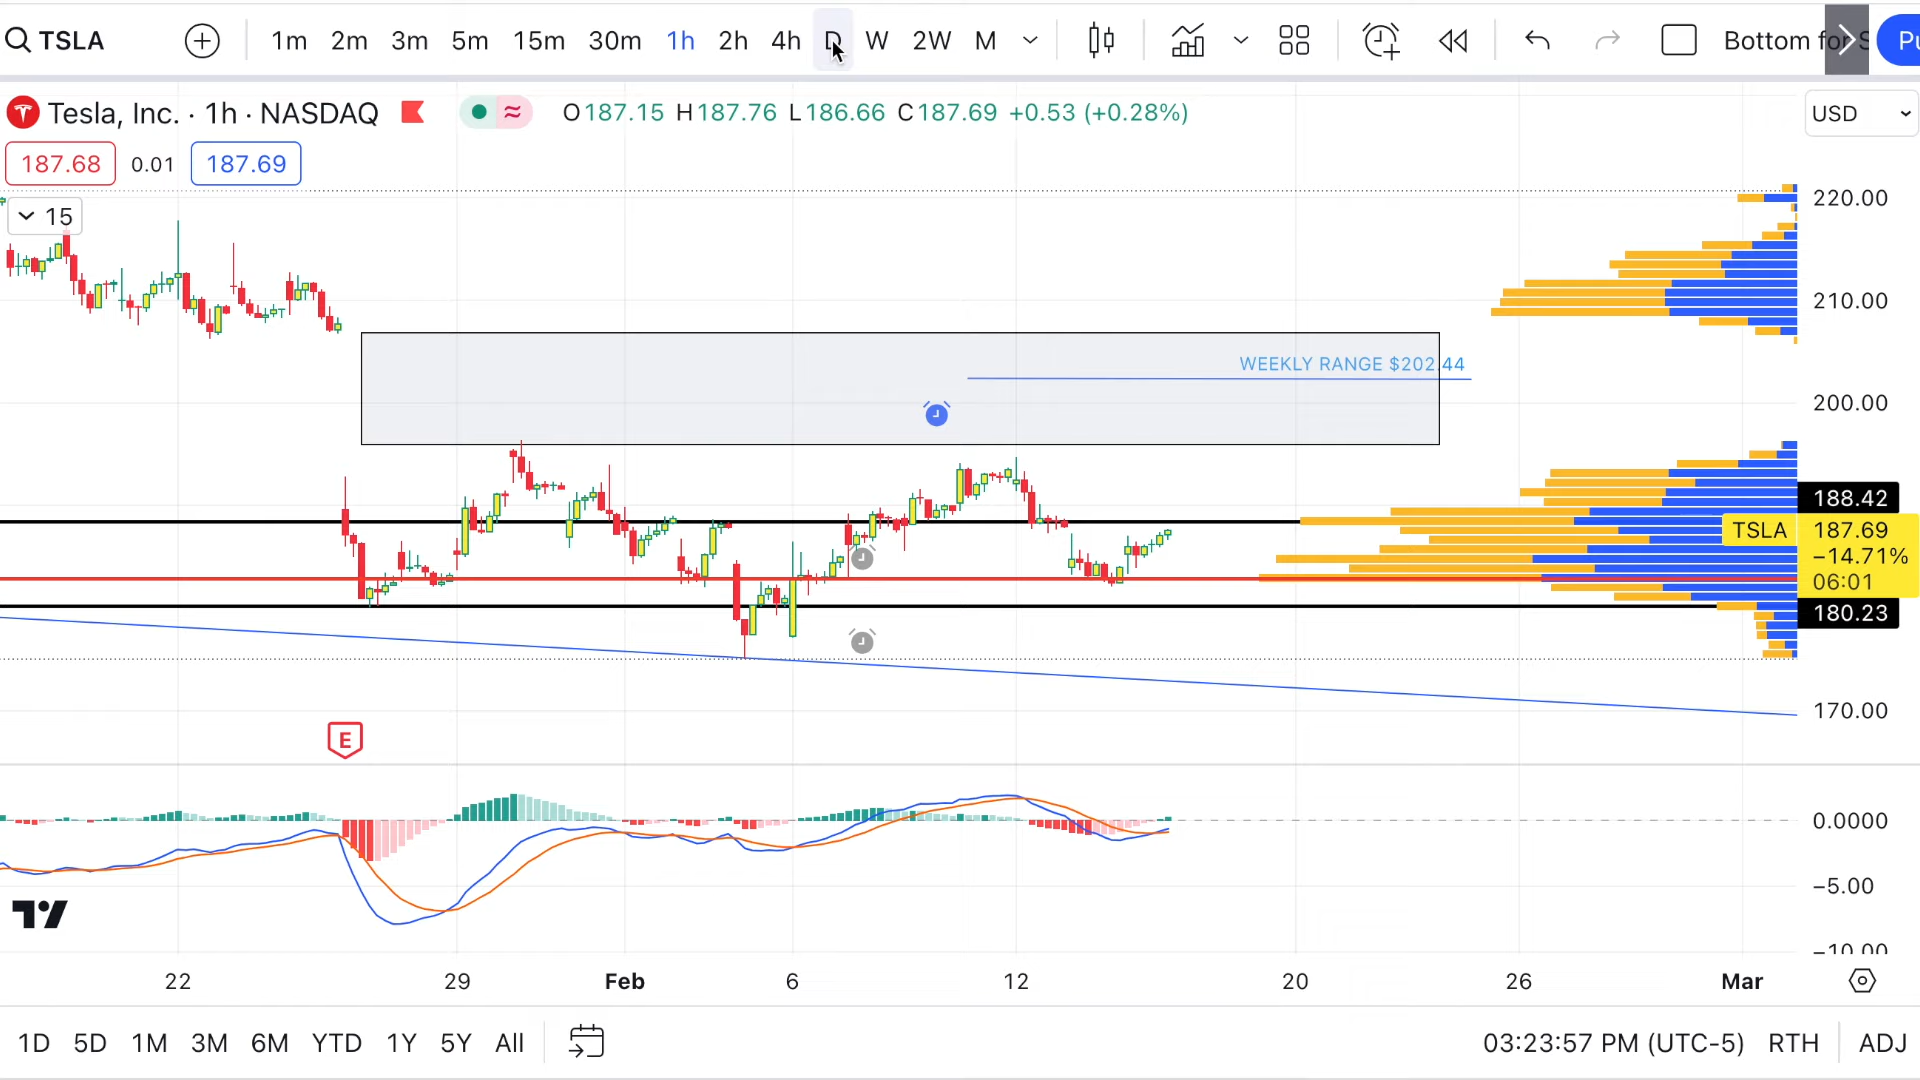 TSLA 1m 2m 3m 5m 15m 30m 1h 2h 4h D W 2W M Bottom for S Pu
Tesla, Inc. · 1h · NASDAQ O187.15 H187.76 L186.66 C187.69 +0.53 (+0.28%) USD
187.68 0.01 187.69
15
220.00
210.00
WEEKLY RANGE $202.44
200.00
188.42
TSLA 187.69
−14.71%
06:01
180.23
170.00
E
0.0000
−5.00
−10.00
22 29 Feb 6 12 20 26 Mar
1D 5D 1M 3M 6M YTD 1Y 5Y All 03:23:57 PM (UTC-5) RTH ADJ